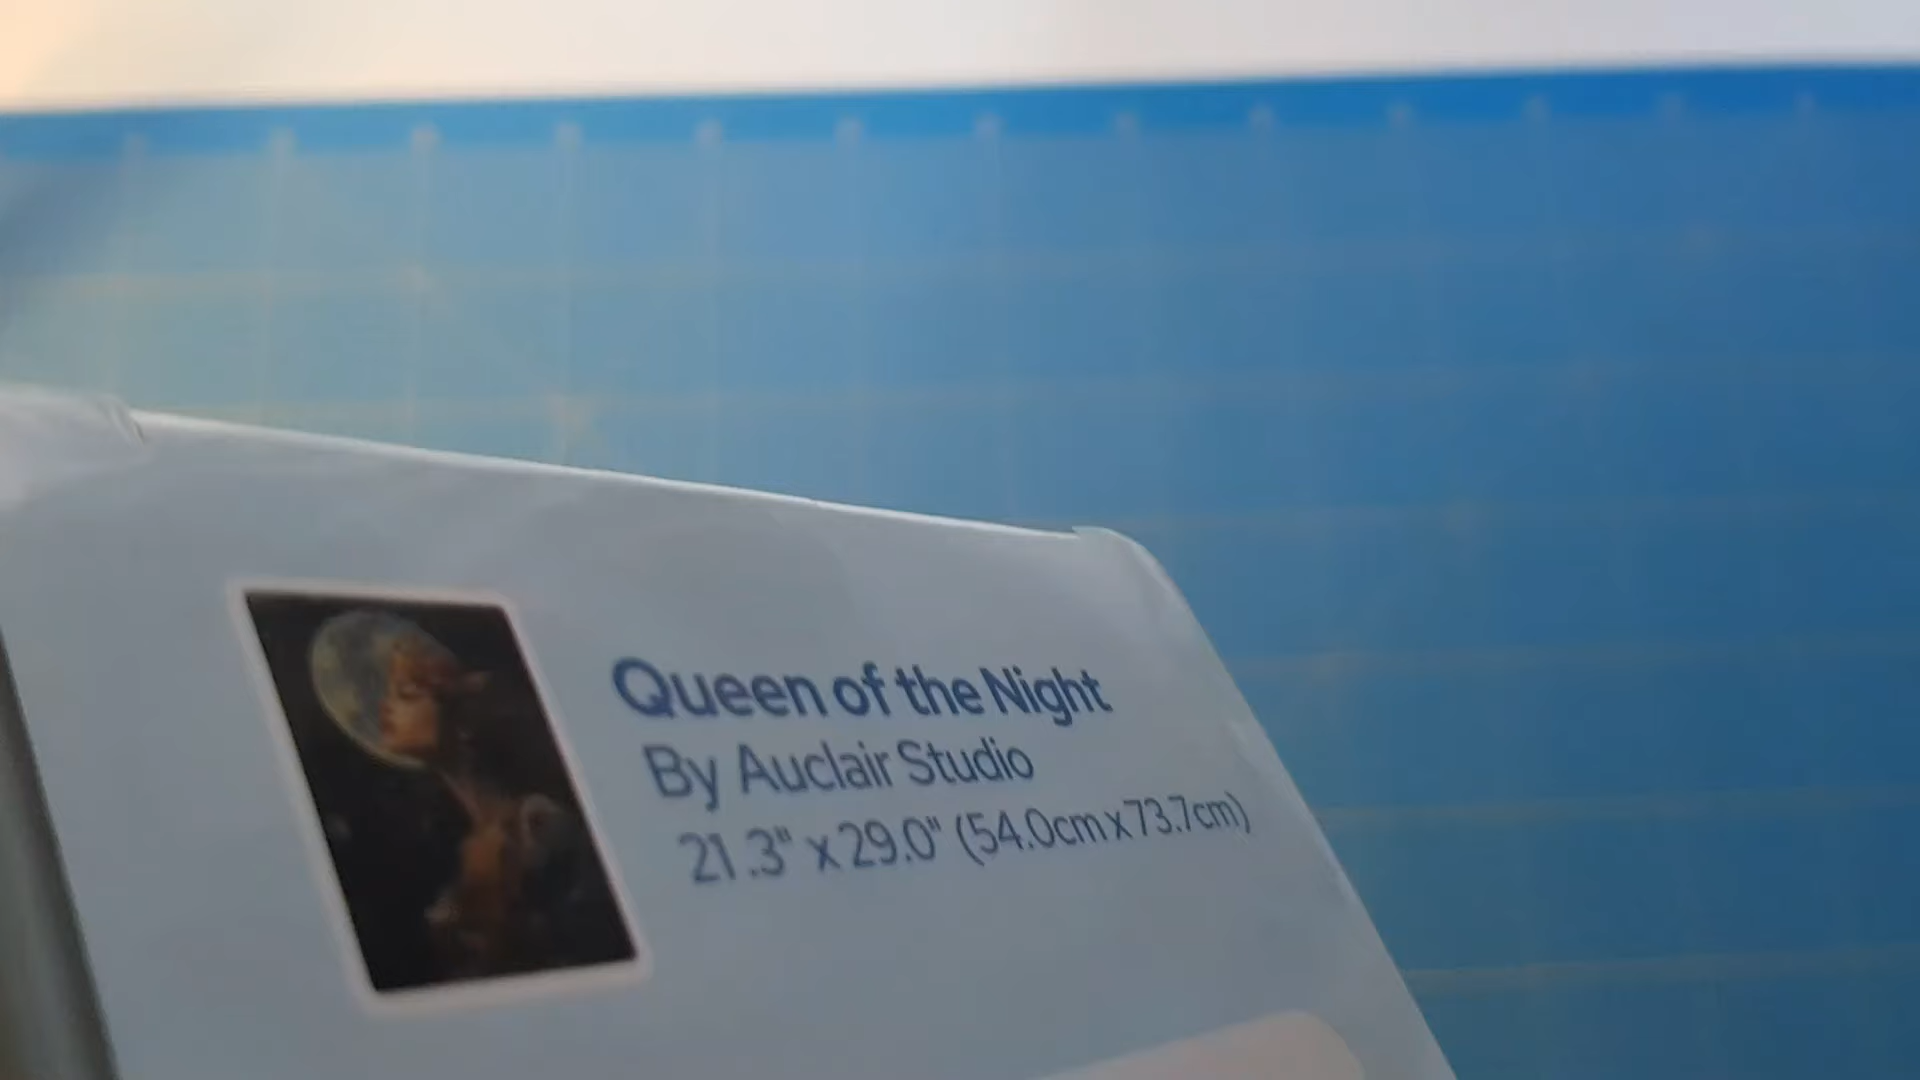 Queen of the Night
By Auclair Studio
21.3" x 29.0" (54.0cm x 73.7cm)